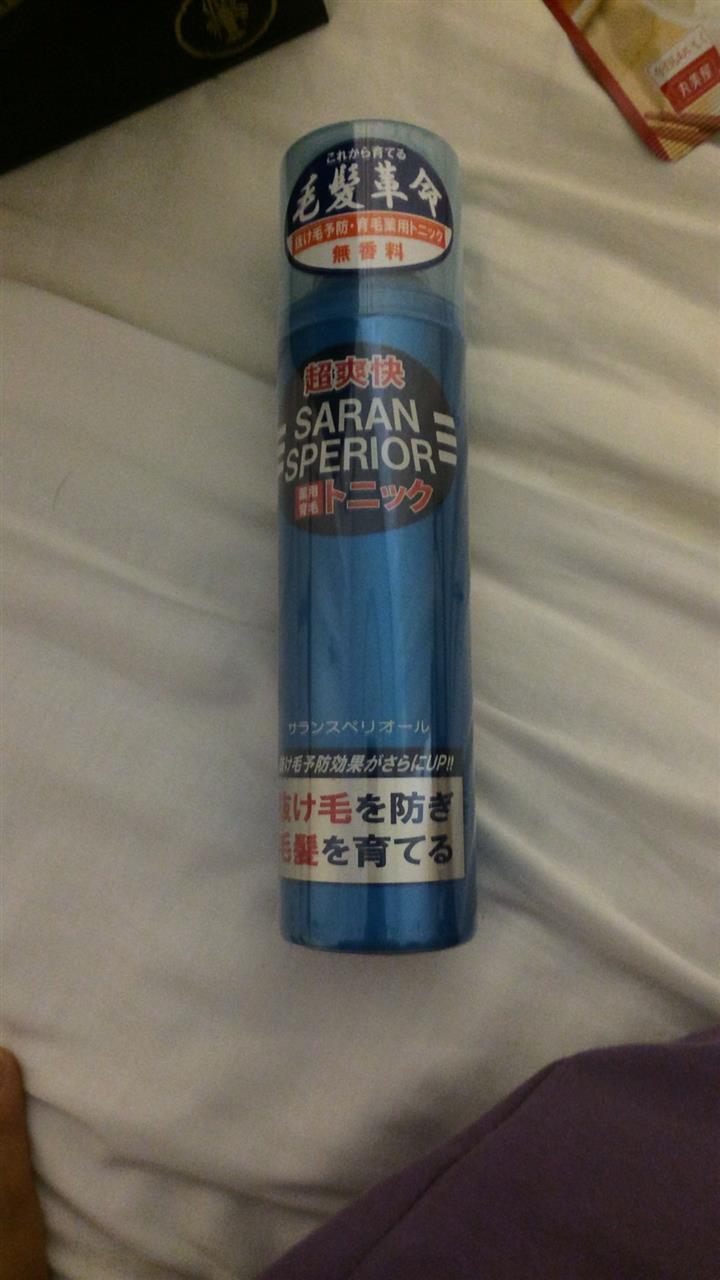 これから育てる
毛髪革命
抜け毛予防・育毛薬用トニック
無香料
超爽快
SARAN
SPERIOR
薬用
育毛
トニック
サランスペリオール
抜け毛予防効果がさらにUP!!
抜け毛を防ぎ
毛髪を育てる
丸美屋